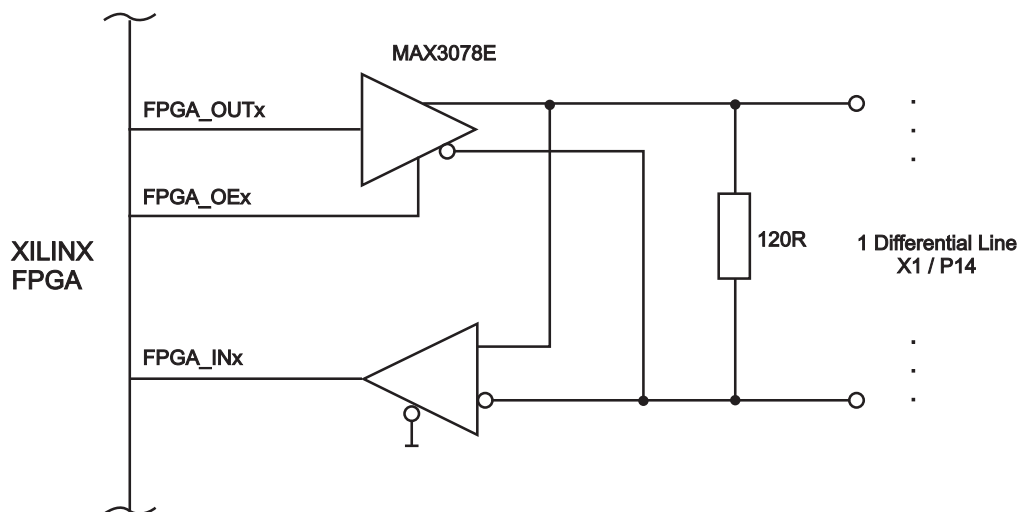 MAX3078E
FPGA_OUTx
FPGA_OEx
XILINX
FPGA
120R
1 Differential Line
X1 / P14
FPGA_INx